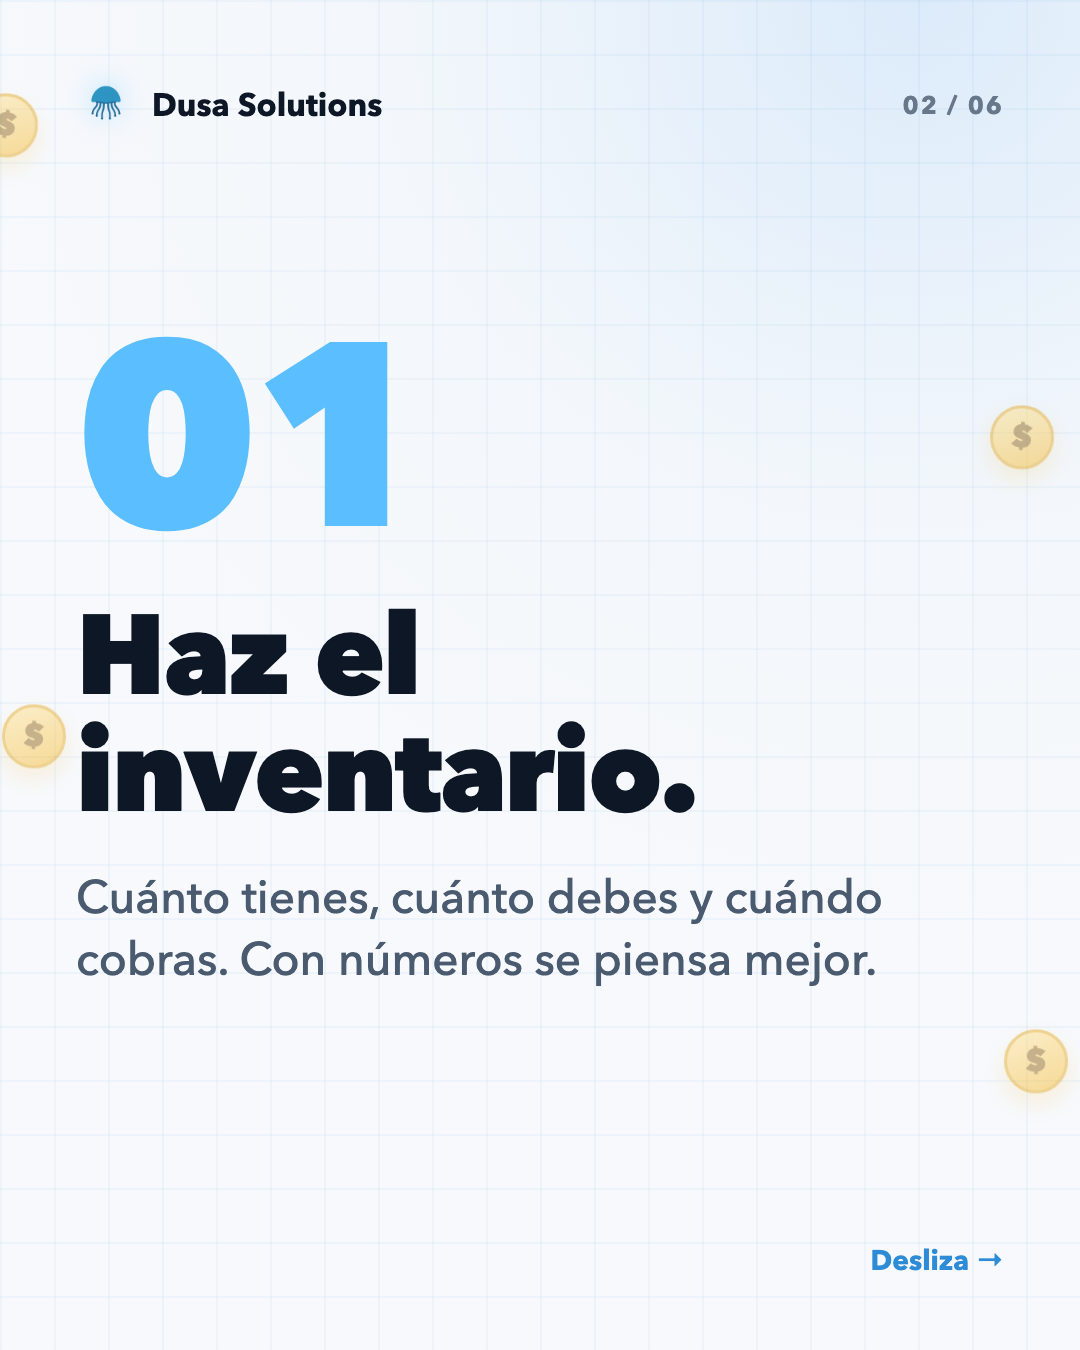 Dusa Solutions
02 / 06
01
Haz el
inventario.
Cuánto tienes, cuánto debes y cuándo
cobras. Con números se piensa mejor.
$
$
$
$
Desliza →